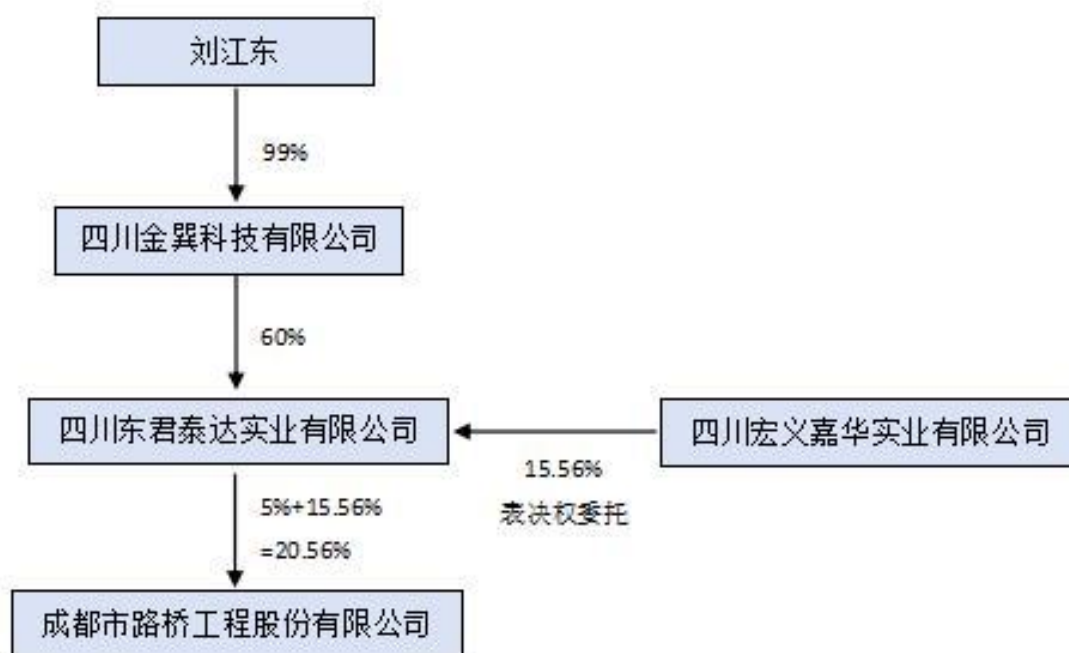 刘江东
99%
四川金巽科技有限公司
60%
四川东君泰达实业有限公司
四川宏义嘉华实业有限公司
15.56%
表决权委托
5%+15.56%
=20.56%
成都市路桥工程股份有限公司